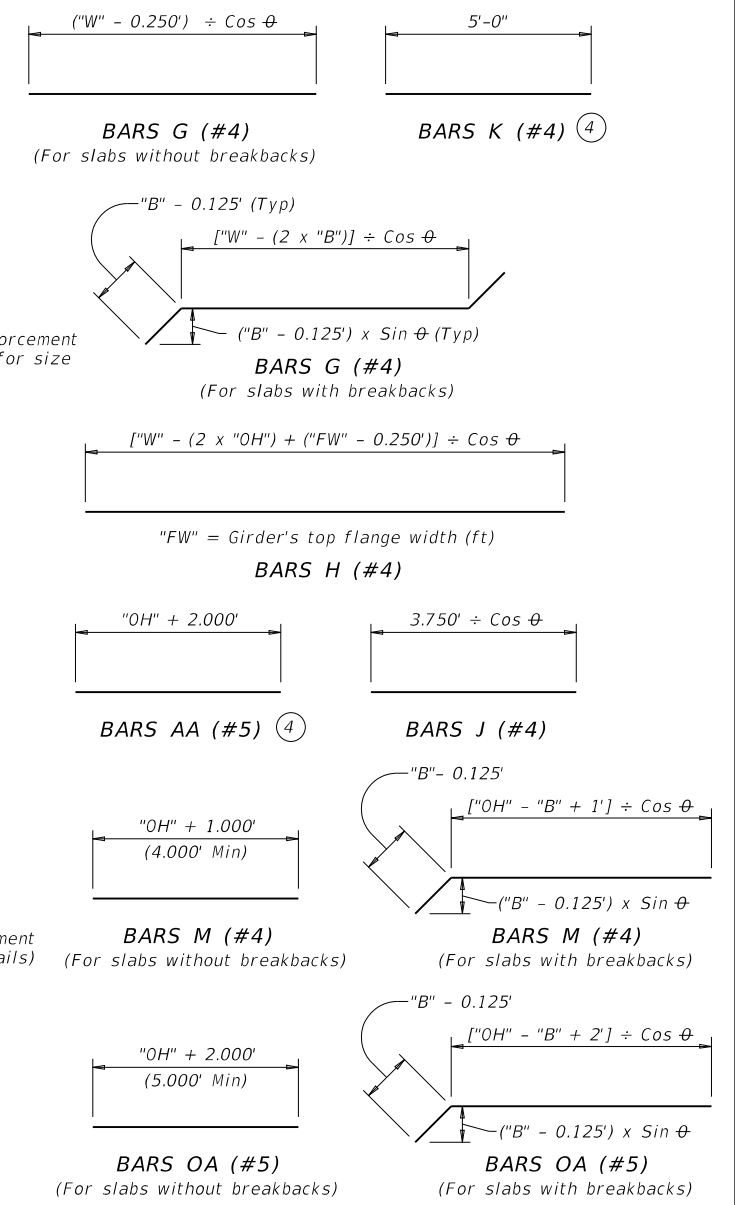 ("W" – 0.250') ÷ Cos θ
5'-0"
BARS G (#4)
(For slabs without breakbacks)
BARS K (#4) 4
"B" – 0.125' (Typ)
["W" – (2 x "B")] ÷ Cos θ
("B" – 0.125') x Sin θ (Typ)
orcement
for size
BARS G (#4)
(For slabs with breakbacks)
["W" – (2 x "OH") + ("FW" – 0.250')] ÷ Cos θ
"FW" = Girder's top flange width (ft)
BARS H (#4)
"OH" + 2.000'
3.750' ÷ Cos θ
BARS AA (#5) 4
BARS J (#4)
"B"– 0.125'
["OH" – "B" + 1'] ÷ Cos θ
"OH" + 1.000'
(4.000' Min)
("B" – 0.125') x Sin θ
ment
ails)
BARS M (#4)
(For slabs without breakbacks)
BARS M (#4)
(For slabs with breakbacks)
"B" – 0.125'
["OH" – "B" + 2'] ÷ Cos θ
"OH" + 2.000'
(5.000' Min)
("B" – 0.125') x Sin θ
BARS OA (#5)
(For slabs without breakbacks)
BARS OA (#5)
(For slabs with breakbacks)